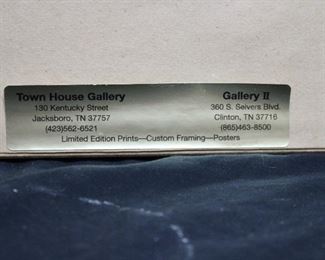 Town House Gallery Gallery II
130 Kentucky Street 360 S. Seivers Blvd.
Jacksboro, TN 37757 Clinton, TN 37716
(423)562-6521 (865)463-8500
Limited Edition Prints—Custom Framing—Posters